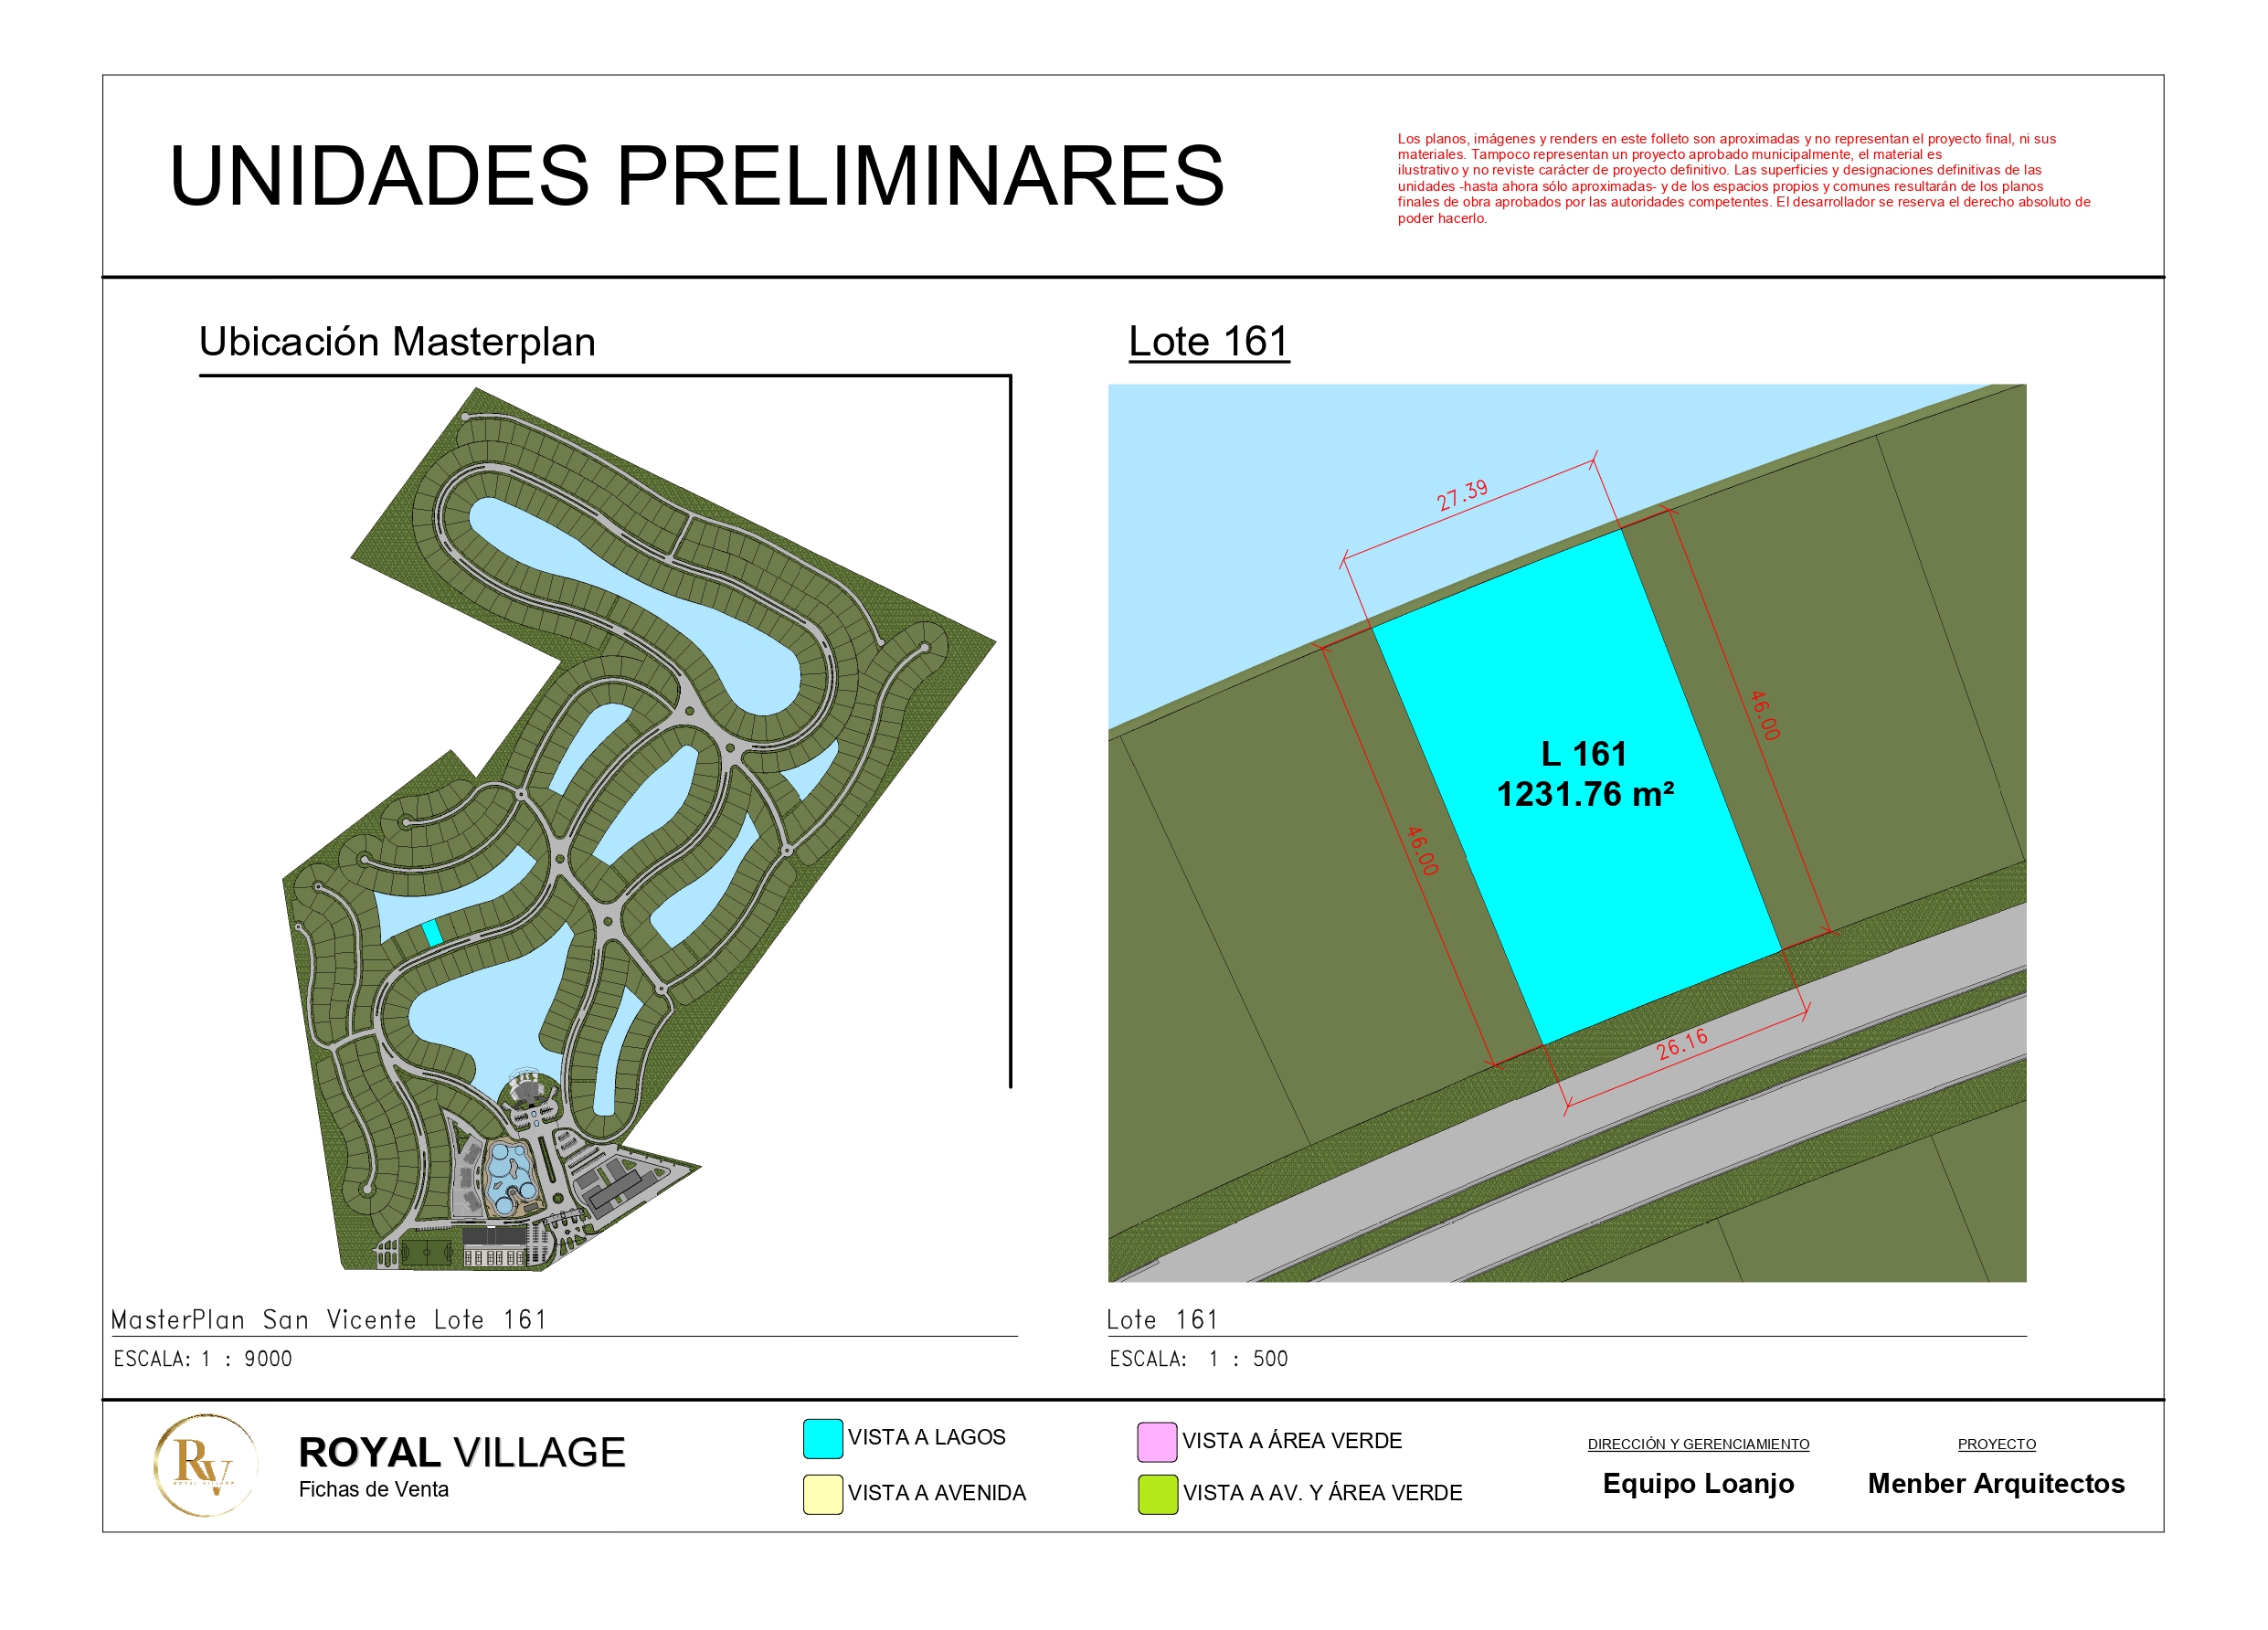 UNIDADES PRELIMINARES
Los planos, imágenes y renders en este folleto son aproximadas y no representan el proyecto final, ni sus
materiales. Tampoco representan un proyecto aprobado municipalmente, el material es
ilustrativo y no reviste carácter de proyecto definitivo. Las superficies y designaciones definitivas de las
unidades -hasta ahora sólo aproximadas- y de los espacios propios y comunes resultarán de los planos
finales de obra aprobados por las autoridades competentes. El desarrollador se reserva el derecho absoluto de
poder hacerlo.
Ubicación Masterplan
Lote 161
27.39
46.00
L 161
1231.76 m²
46.00
26.16
MasterPlan San Vicente Lote 161
ESCALA: 1 : 9000
Lote 161
ESCALA: 1 : 500
RV
ROYAL VILLAGE
ROYAL VILLAGE
Fichas de Venta
VISTA A LAGOS
VISTA A AVENIDA
VISTA A ÁREA VERDE
VISTA A AV. Y ÁREA VERDE
DIRECCIÓN Y GERENCIAMIENTO
Equipo Loanjo
PROYECTO
Menber Arquitectos